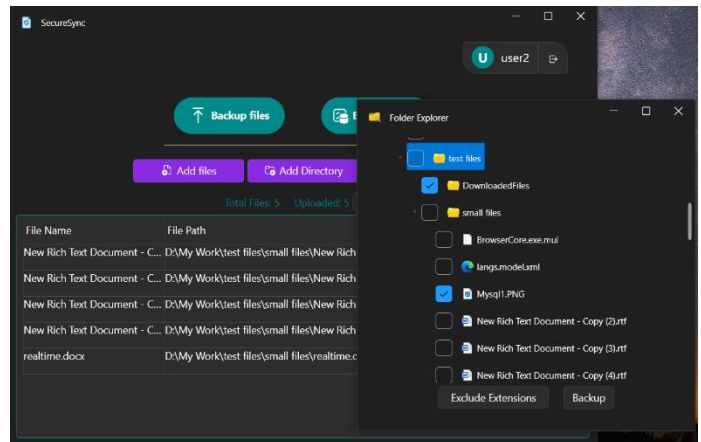 SecureSync
U user2
Backup files
Add files
Add Directory
Total Files: 5 Uploaded: 5
File Name File Path
New Rich Text Document - C... D:\My Work\test files\small files\New Rich
New Rich Text Document - C... D:\My Work\test files\small files\New Rich
New Rich Text Document - C... D:\My Work\test files\small files\New Rich
New Rich Text Document - C... D:\My Work\test files\small files\New Rich
realtime.docx D:\My Work\test files\small files\realtime.c
Folder Explorer
test files
DownloadedFiles
small files
BrowserCore.exe.mui
langs.model.xml
Mysql1.PNG
New Rich Text Document - Copy (2).rtf
New Rich Text Document - Copy (3).rtf
New Rich Text Document - Copy (4).rtf
Exclude Extensions
Backup